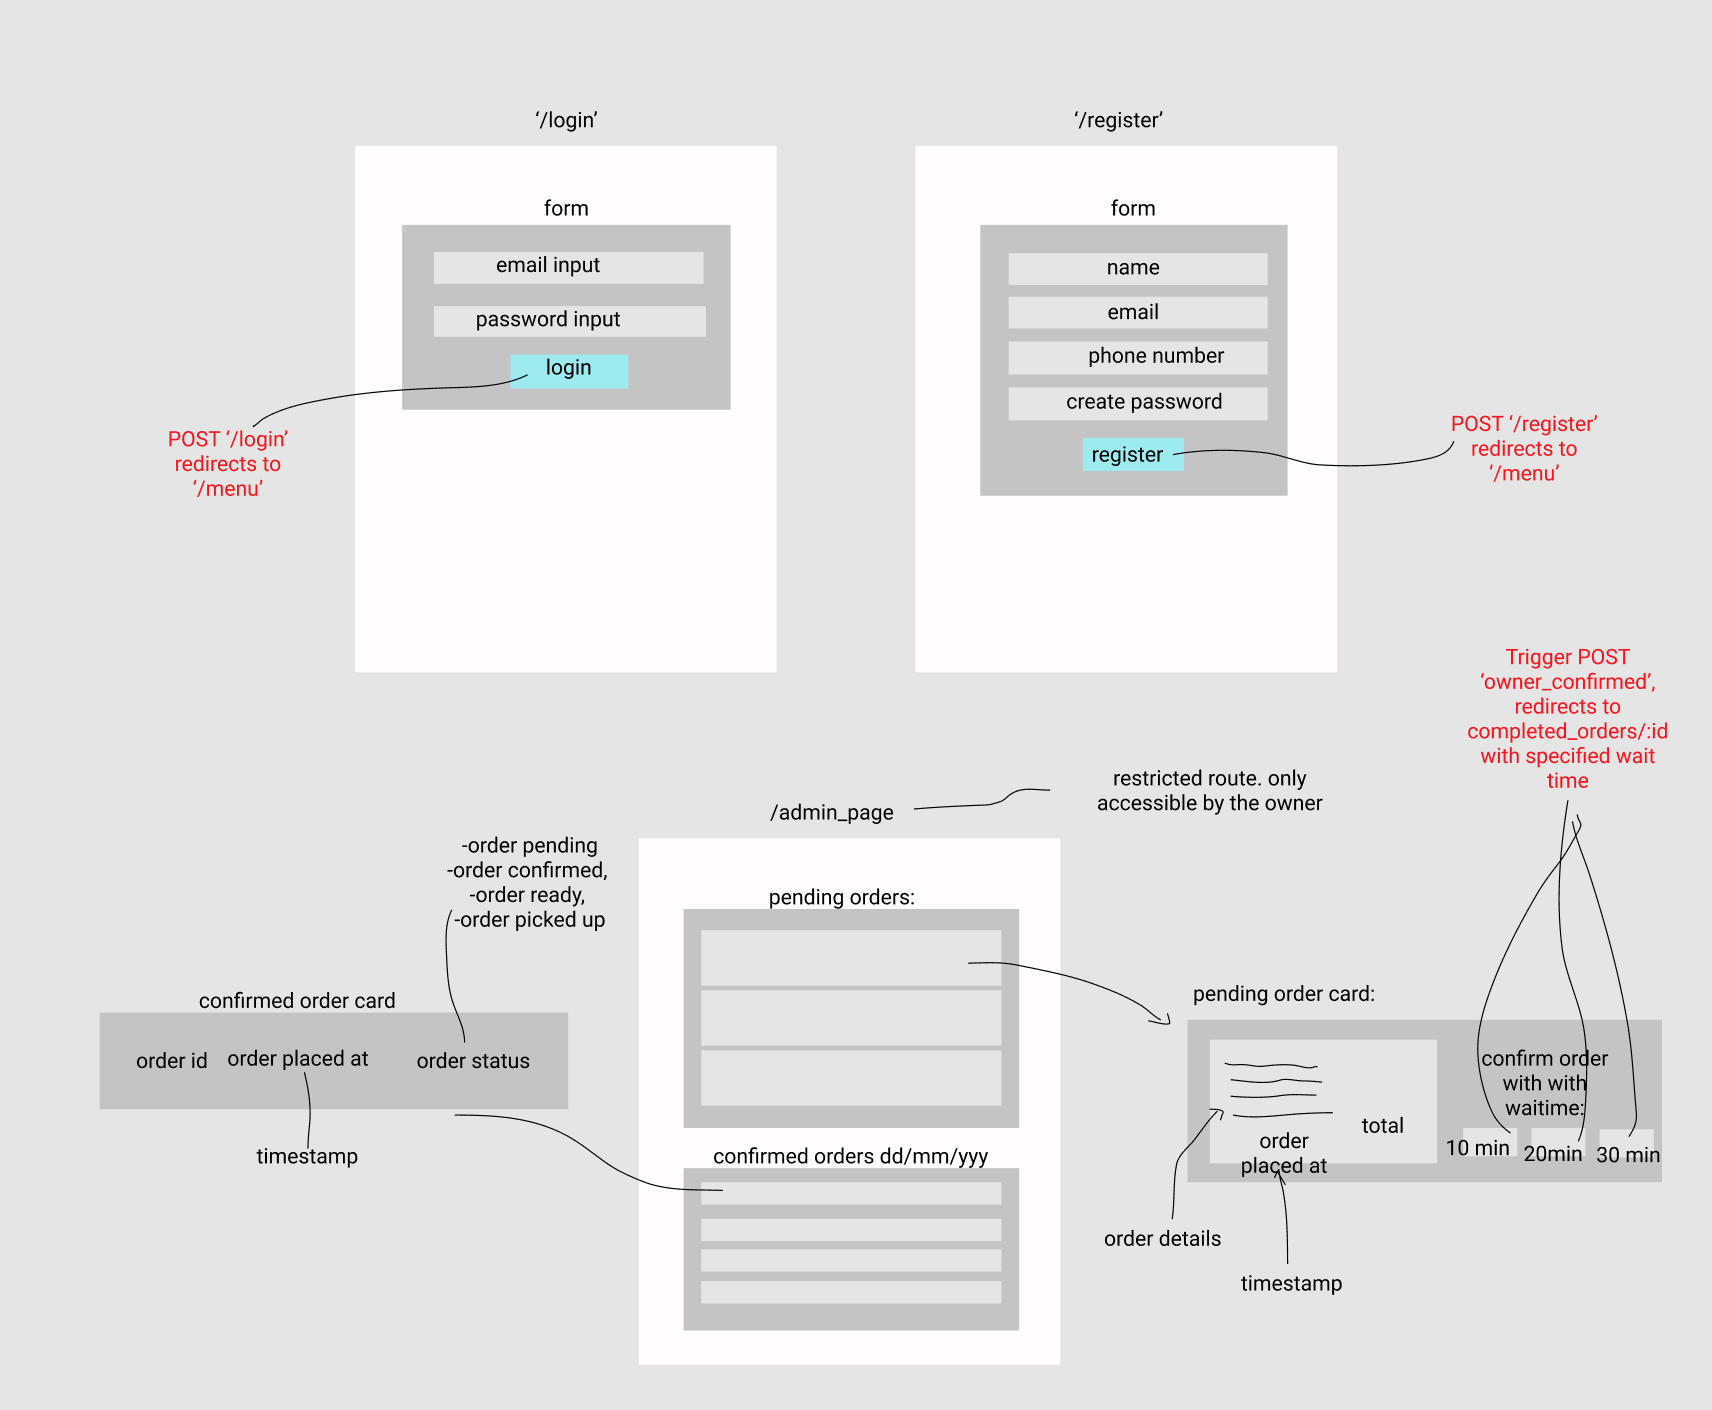 ‘/login’
form
email input
password input
login
POST ‘/login’
redirects to
‘/menu’
‘/register’
form
name
email
phone number
create password
register
POST ‘/register’
redirects to
‘/menu’
Trigger POST
‘owner_confirmed’,
redirects to
completed_orders/:id
with specified wait
time
/admin_page
restricted route. only
accessible by the owner
-order pending
-order confirmed,
-order ready,
-order picked up
confirmed order card
order id
order placed at
order status
timestamp
pending orders:
confirmed orders dd/mm/yyy
pending order card:
order
placed at
total
confirm order
with with
waitime:
10 min
20min
30 min
order details
timestamp